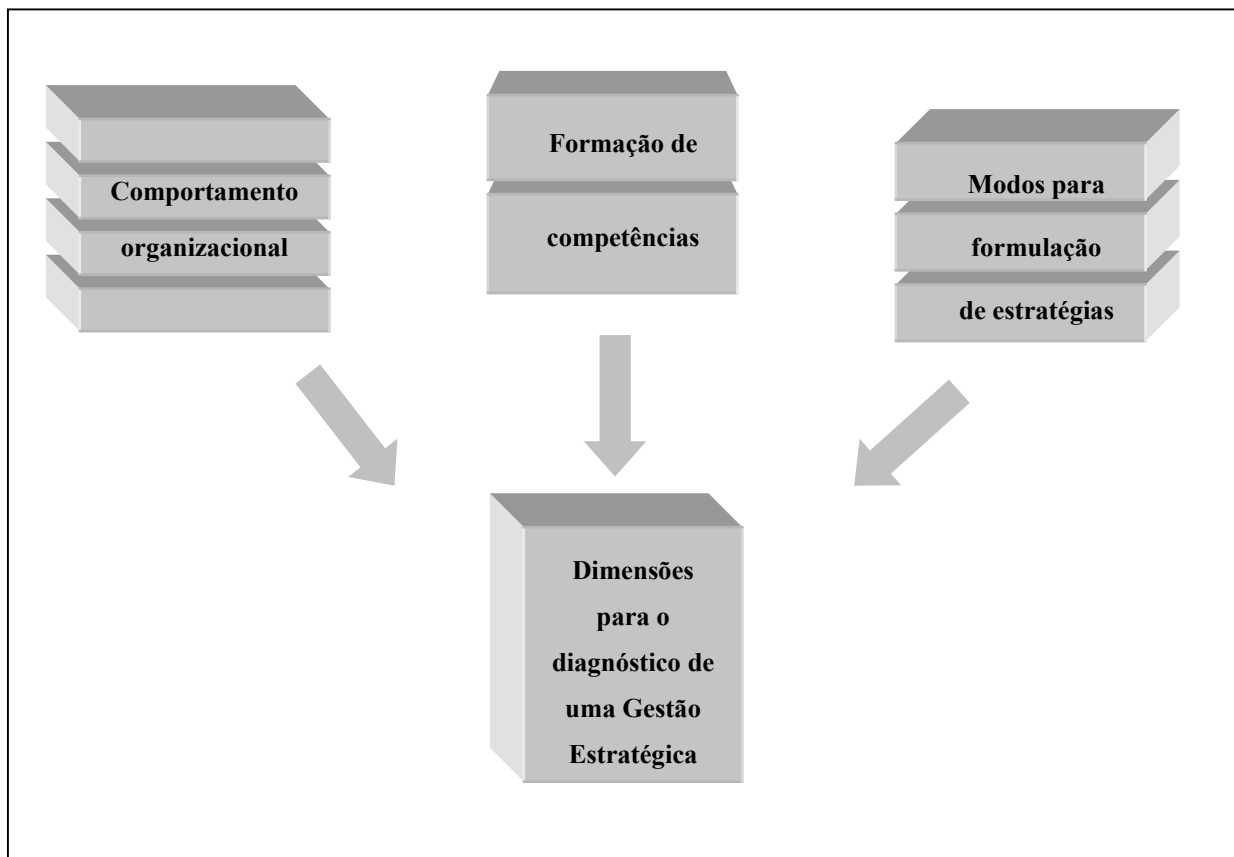 Comportamento
organizacional
Formação de
competências
Modos para
formulação
de estratégias
Dimensões
para o
diagnóstico de
uma Gestão
Estratégica